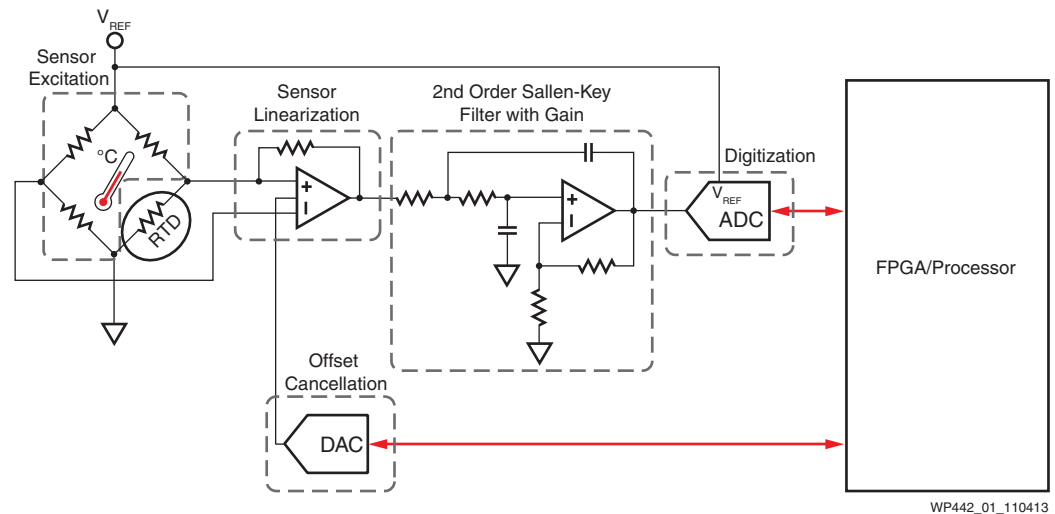 VREF
Sensor
Excitation
°C
RTD
Sensor
Linearization
+
–
2nd Order Sallen-Key
Filter with Gain
+
–
Digitization
VREF
ADC
FPGA/Processor
Offset
Cancellation
DAC
WP442_01_110413